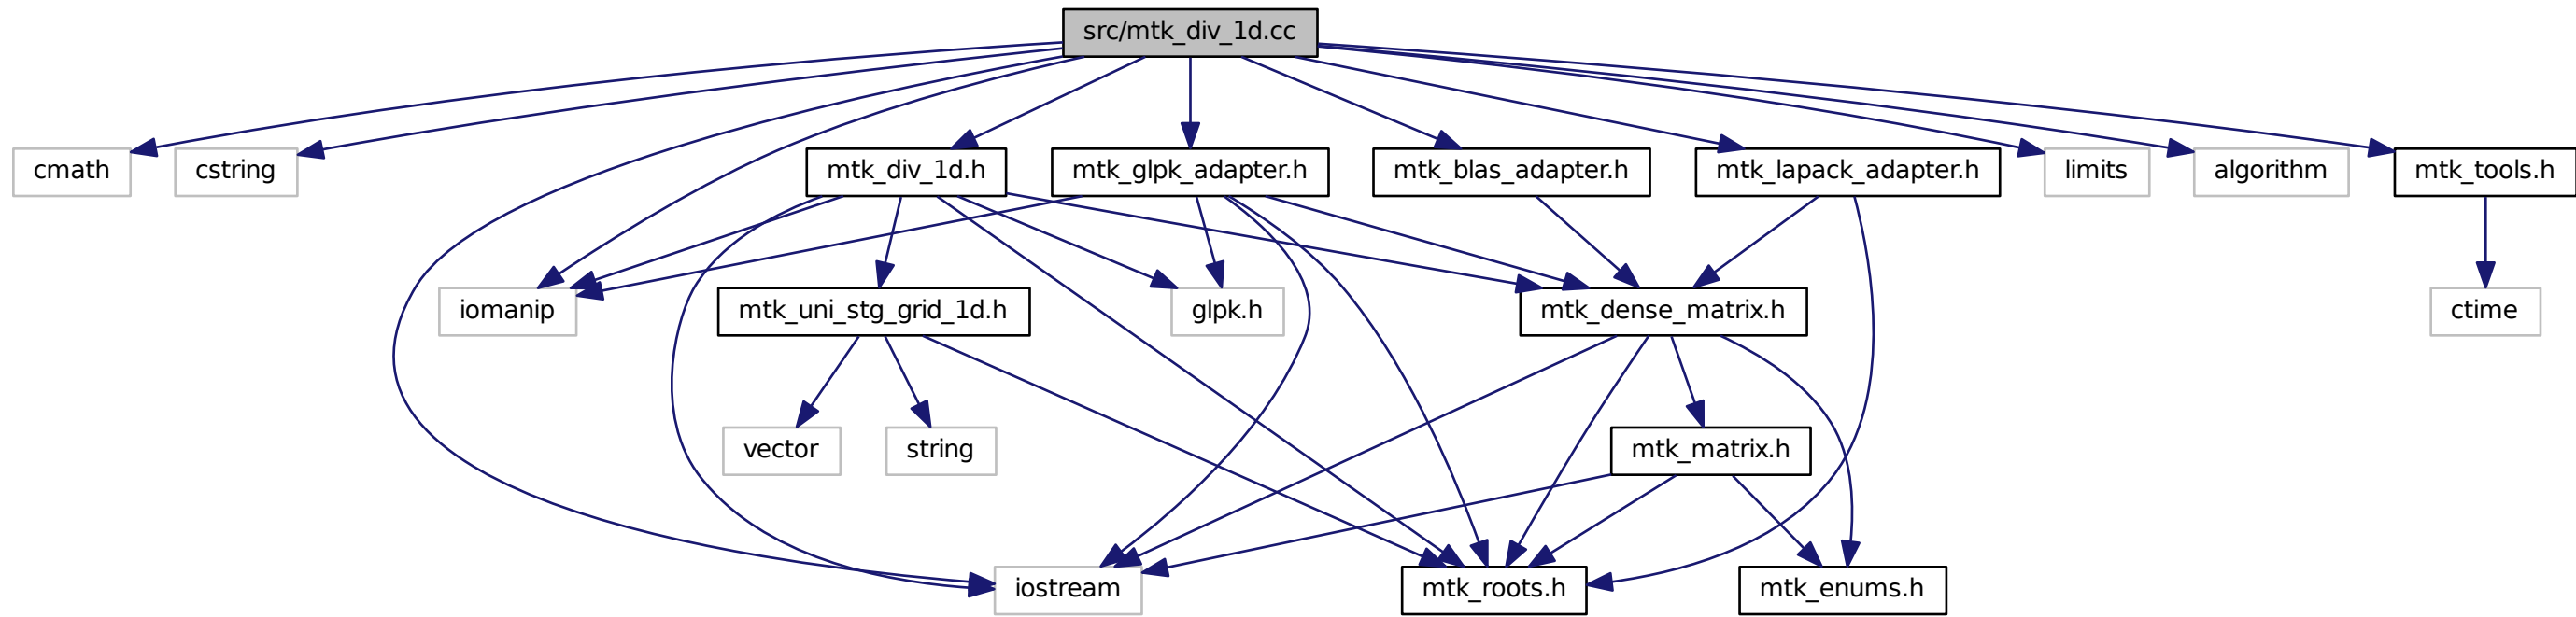 src/mtk_div_1d.cc
cmath
cstring
mtk_div_1d.h
mtk_glpk_adapter.h
mtk_blas_adapter.h
mtk_lapack_adapter.h
limits
algorithm
mtk_tools.h
iomanip
mtk_uni_stg_grid_1d.h
glpk.h
mtk_dense_matrix.h
ctime
vector
string
mtk_matrix.h
iostream
mtk_roots.h
mtk_enums.h